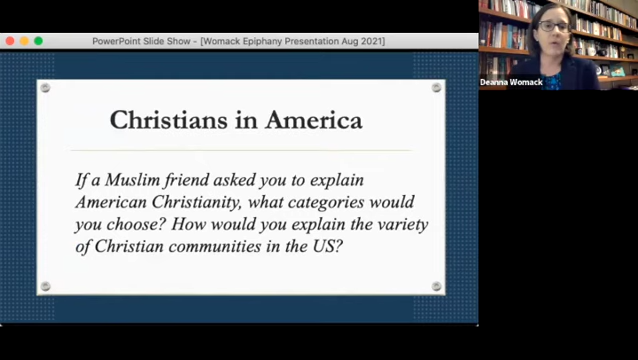 PowerPoint Slide Show - [Womack Epiphany Presentation Aug 2021]
Deanna Womack
Christians in America
If a Muslim friend asked you to explain
American Christianity, what categories would
you choose? How would you explain the variety
of Christian communities in the US?